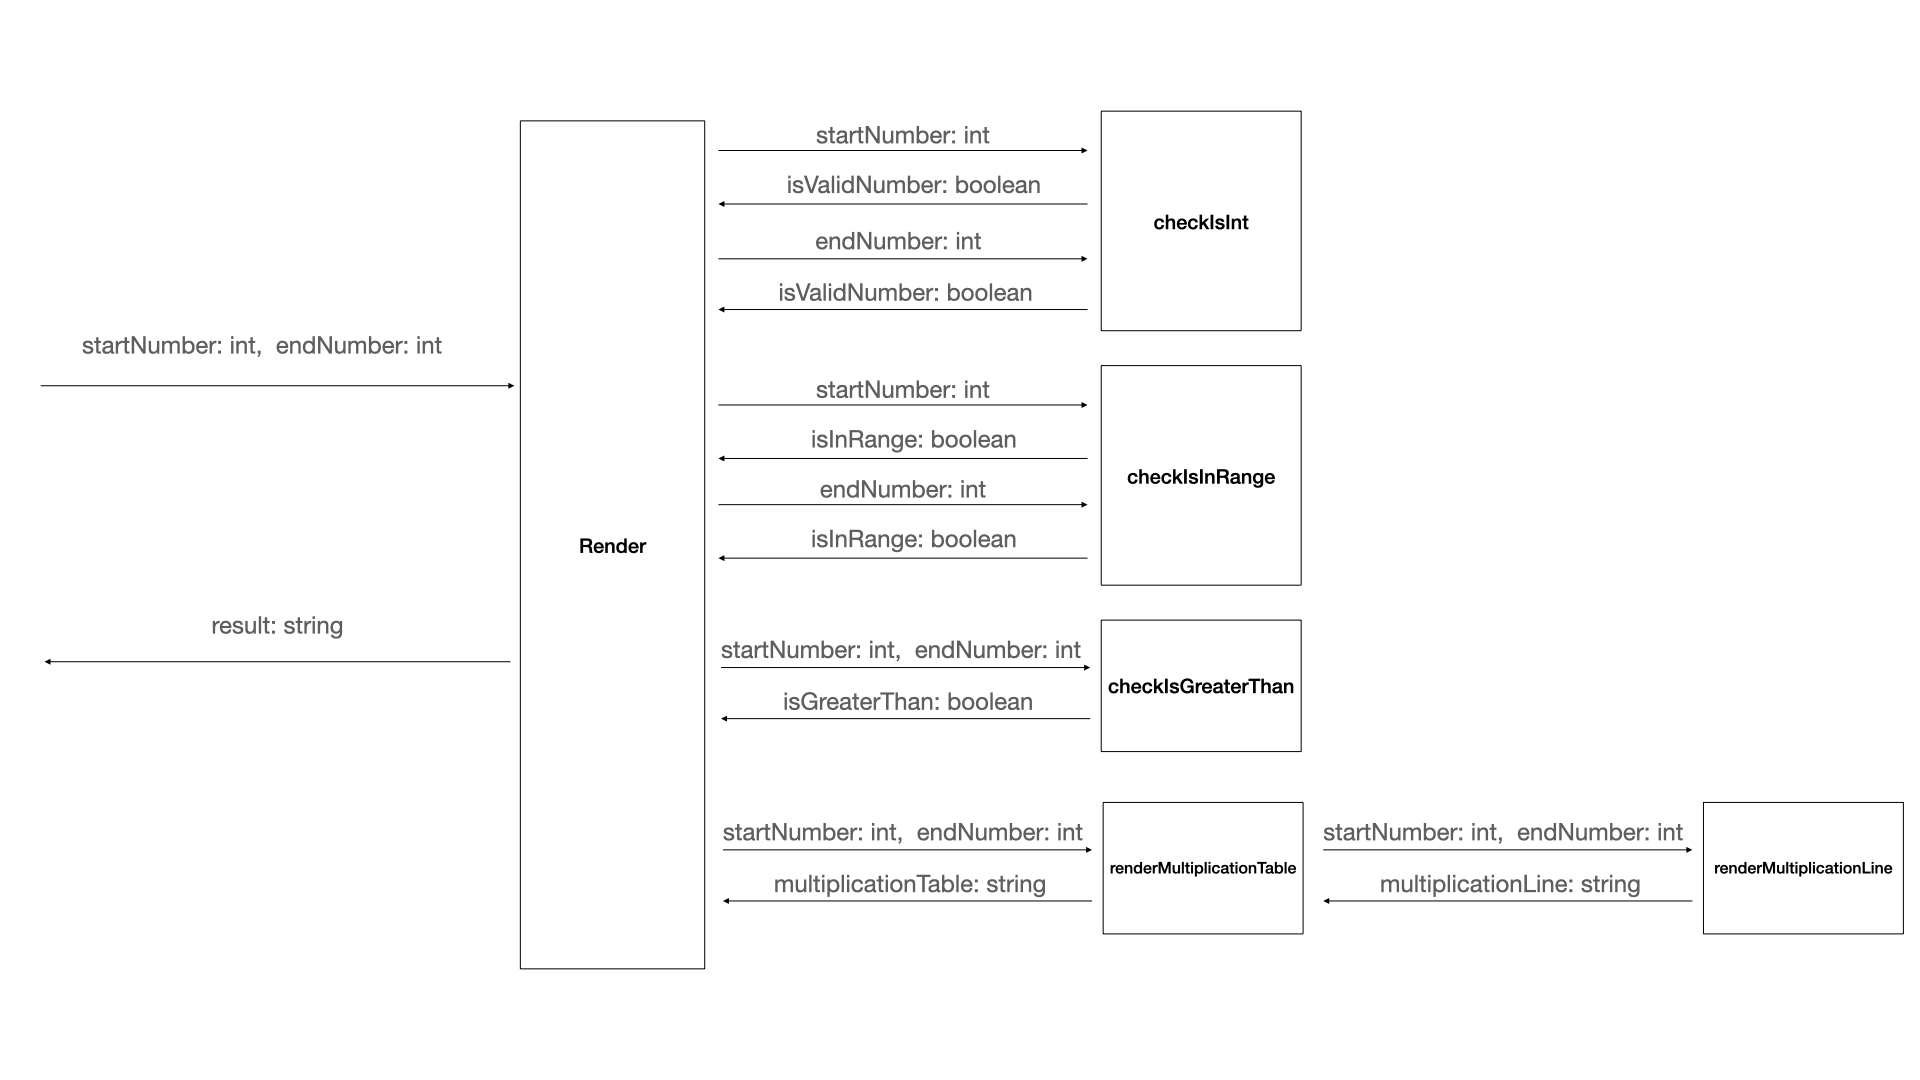 startNumber: int
isValidNumber: boolean
endNumber: int
isValidNumber: boolean
checkIsInt
startNumber: int,  endNumber: int
startNumber: int
isInRange: boolean
endNumber: int
isInRange: boolean
checkIsInRange
Render
result: string
startNumber: int,  endNumber: int
isGreaterThan: boolean
checkIsGreaterThan
startNumber: int,  endNumber: int
multiplicationTable: string
renderMultiplicationTable
startNumber: int,  endNumber: int
multiplicationLine: string
renderMultiplicationLine